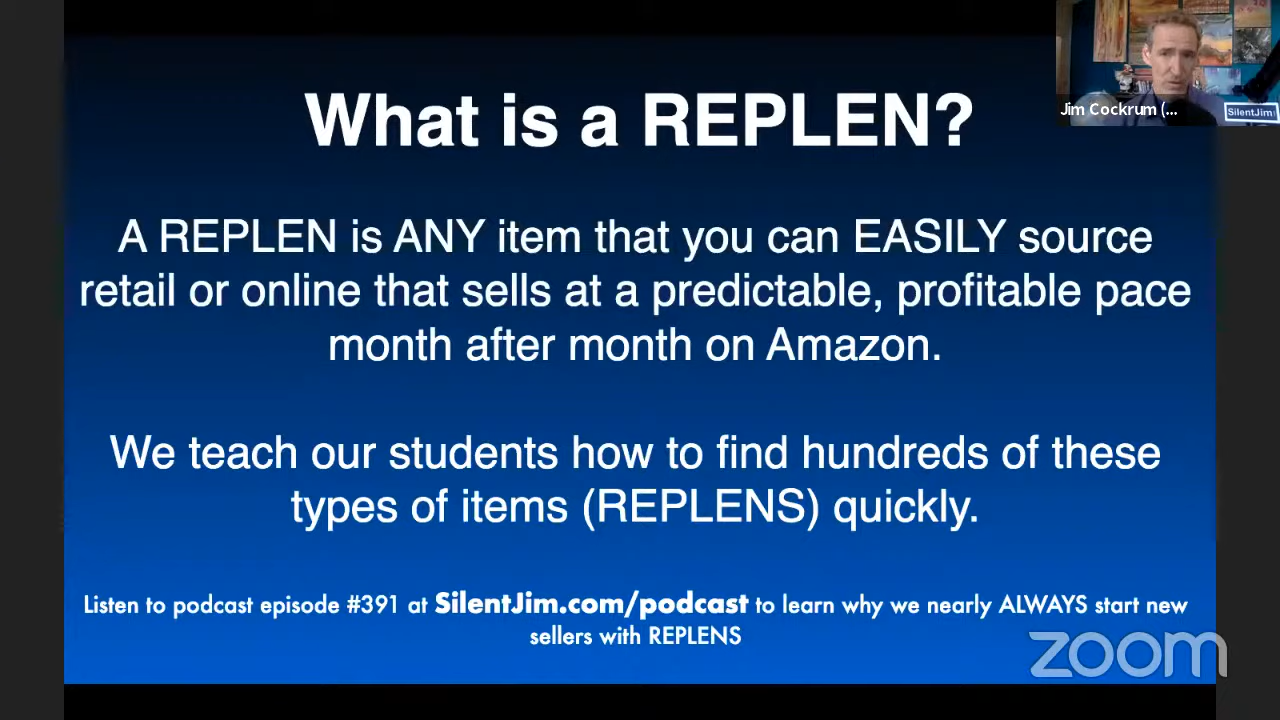 What is a REPLEN?
Jim Cockrum (...
SilentJim
A REPLEN is ANY item that you can EASILY source
retail or online that sells at a predictable, profitable pace
month after month on Amazon.
We teach our students how to find hundreds of these
types of items (REPLENS) quickly.
Listen to podcast episode #391 at SilentJim.com/podcast to learn why we nearly ALWAYS start new
sellers with REPLENS
zoom